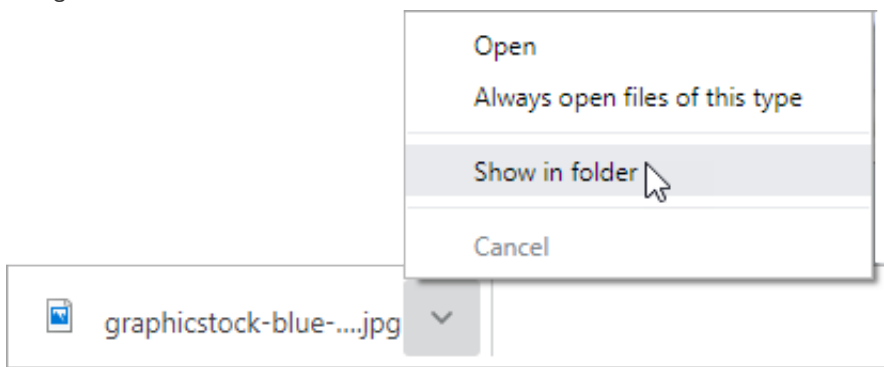 Open
Always open files of this type
Show in folder
Cancel
graphicstock-blue-....jpg